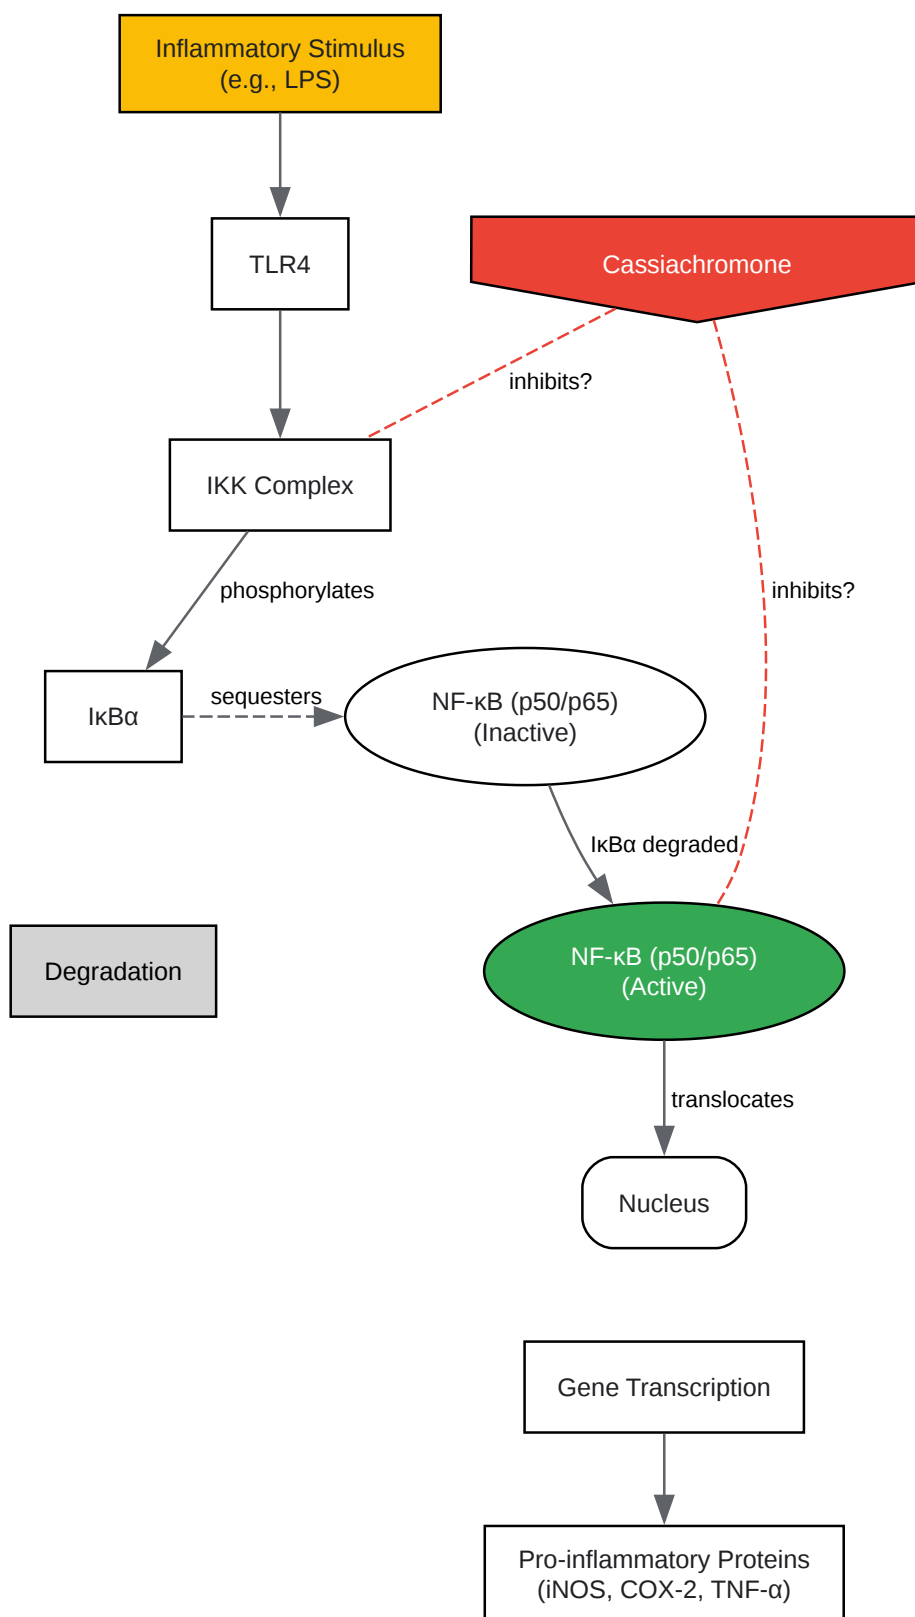 Inflammatory Stimulus
(e.g., LPS)
TLR4
Cassiachromone
inhibits?
IKK Complex
phosphorylates
inhibits?
IκBα
sequesters
NF-κB (p50/p65)
(Inactive)
IκBα degraded
Degradation
NF-κB (p50/p65)
(Active)
translocates
Nucleus
Gene Transcription
Pro-inflammatory Proteins
(iNOS, COX-2, TNF-α)